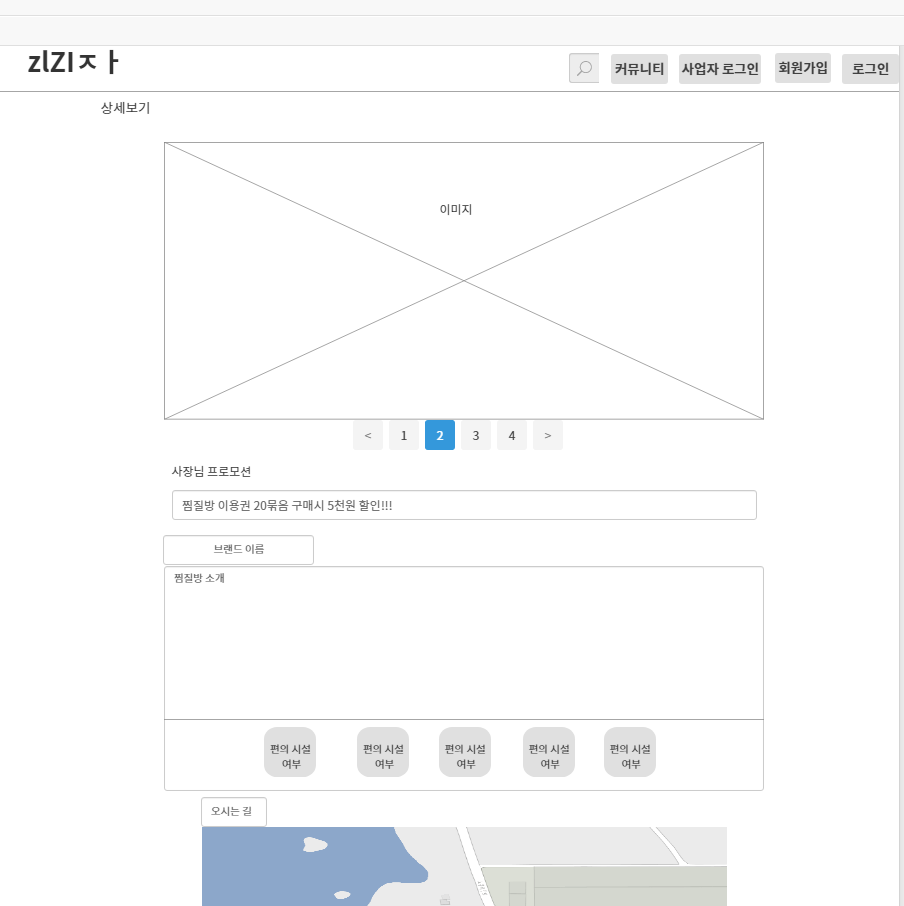 zlZIㅈㅏ
커뮤니티
사업자 로그인
회원가입
로그인
상세보기
이미지
< 1 2 3 4 >
사장님 프로모션
찜질방 이용권 20묶음 구매시 5천원 할인!!!
브랜드 이름
찜질방 소개
편의 시설
여부
편의 시설
여부
편의 시설
여부
편의 시설
여부
편의 시설
여부
오시는 길